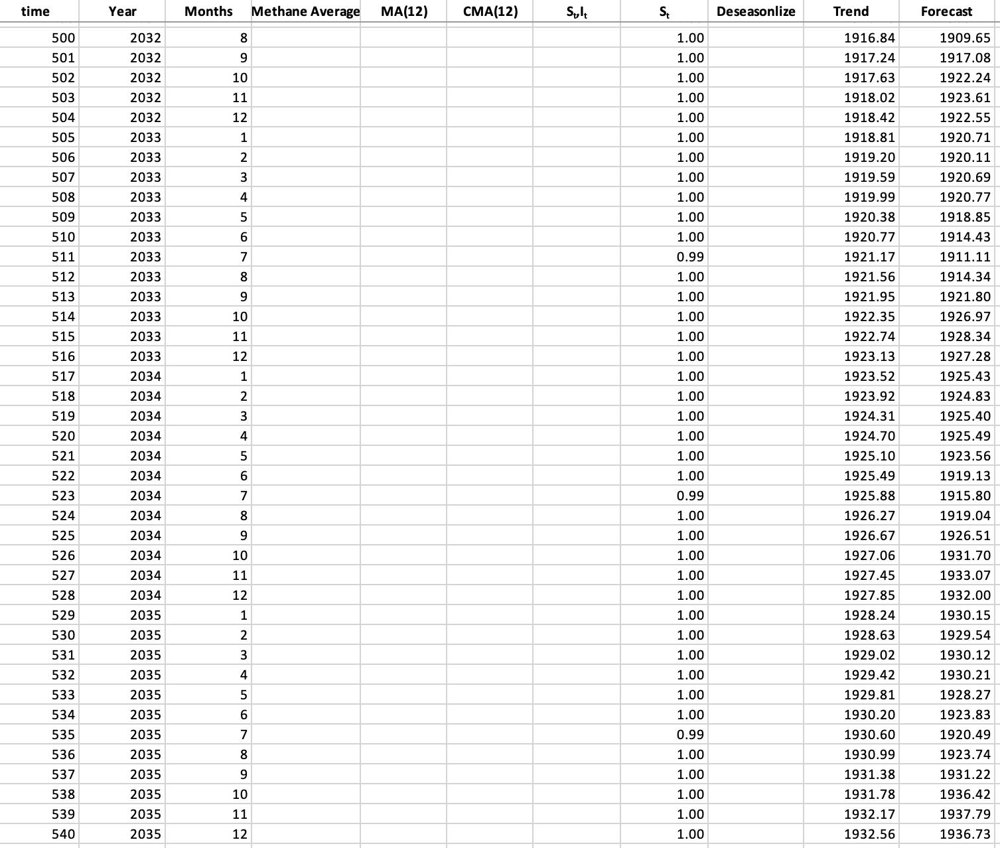 time Year Months Methane Average MA(12) CMA(12) St,It St Deseasonlize Trend Forecast
500 2032 8 1.00 1916.84 1909.65
501 2032 9 1.00 1917.24 1917.08
502 2032 10 1.00 1917.63 1922.24
503 2032 11 1.00 1918.02 1923.61
504 2032 12 1.00 1918.42 1922.55
505 2033 1 1.00 1918.81 1920.71
506 2033 2 1.00 1919.20 1920.11
507 2033 3 1.00 1919.59 1920.69
508 2033 4 1.00 1919.99 1920.77
509 2033 5 1.00 1920.38 1918.85
510 2033 6 1.00 1920.77 1914.43
511 2033 7 0.99 1921.17 1911.11
512 2033 8 1.00 1921.56 1914.34
513 2033 9 1.00 1921.95 1921.80
514 2033 10 1.00 1922.35 1926.97
515 2033 11 1.00 1922.74 1928.34
516 2033 12 1.00 1923.13 1927.28
517 2034 1 1.00 1923.52 1925.43
518 2034 2 1.00 1923.92 1924.83
519 2034 3 1.00 1924.31 1925.40
520 2034 4 1.00 1924.70 1925.49
521 2034 5 1.00 1925.10 1923.56
522 2034 6 1.00 1925.49 1919.13
523 2034 7 0.99 1925.88 1915.80
524 2034 8 1.00 1926.27 1919.04
525 2034 9 1.00 1926.67 1926.51
526 2034 10 1.00 1927.06 1931.70
527 2034 11 1.00 1927.45 1933.07
528 2034 12 1.00 1927.85 1932.00
529 2035 1 1.00 1928.24 1930.15
530 2035 2 1.00 1928.63 1929.54
531 2035 3 1.00 1929.02 1930.12
532 2035 4 1.00 1929.42 1930.21
533 2035 5 1.00 1929.81 1928.27
534 2035 6 1.00 1930.20 1923.83
535 2035 7 0.99 1930.60 1920.49
536 2035 8 1.00 1930.99 1923.74
537 2035 9 1.00 1931.38 1931.22
538 2035 10 1.00 1931.78 1936.42
539 2035 11 1.00 1932.17 1937.79
540 2035 12 1.00 1932.56 1936.73